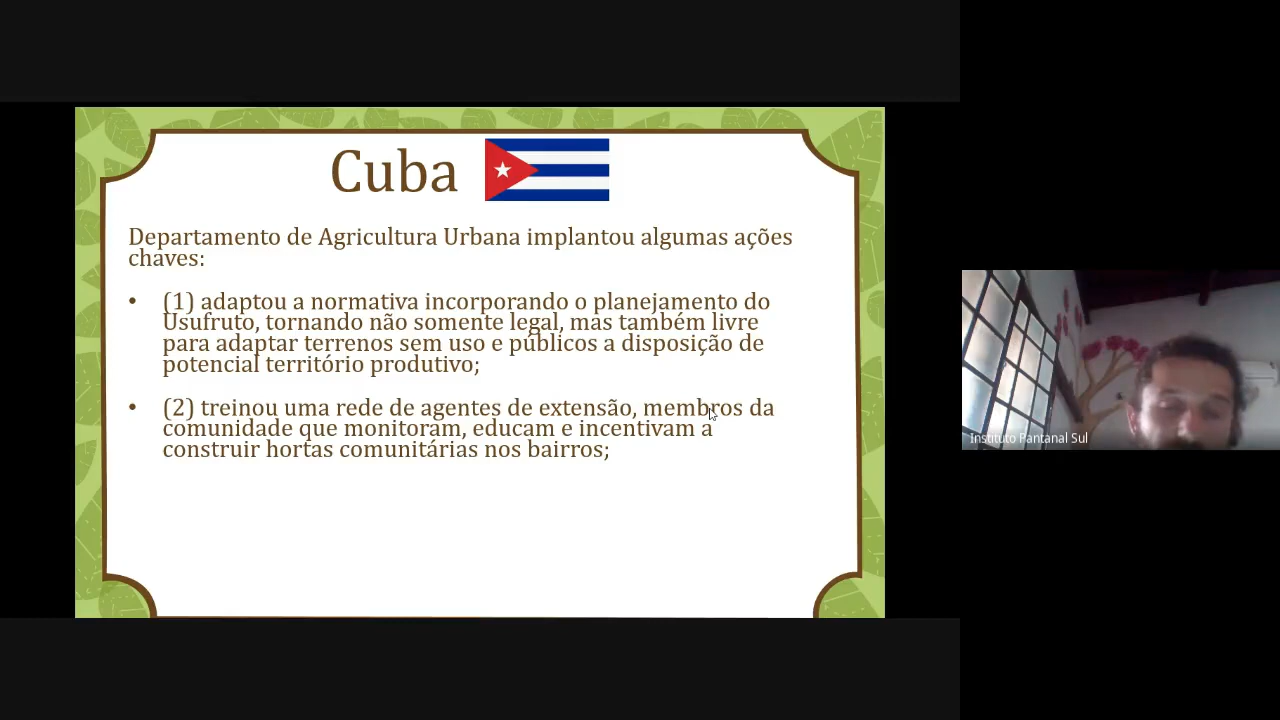 Cuba
Departamento de Agricultura Urbana implantou algumas ações
chaves:
• (1) adaptou a normativa incorporando o planejamento do
Usufruto, tornando não somente legal, mas também livre
para adaptar terrenos sem uso e públicos a disposição de
potencial território produtivo;
• (2) treinou uma rede de agentes de extensão, membros da
comunidade que monitoram, educam e incentivam a
construir hortas comunitárias nos bairros;
Instituto Pantanal Sul